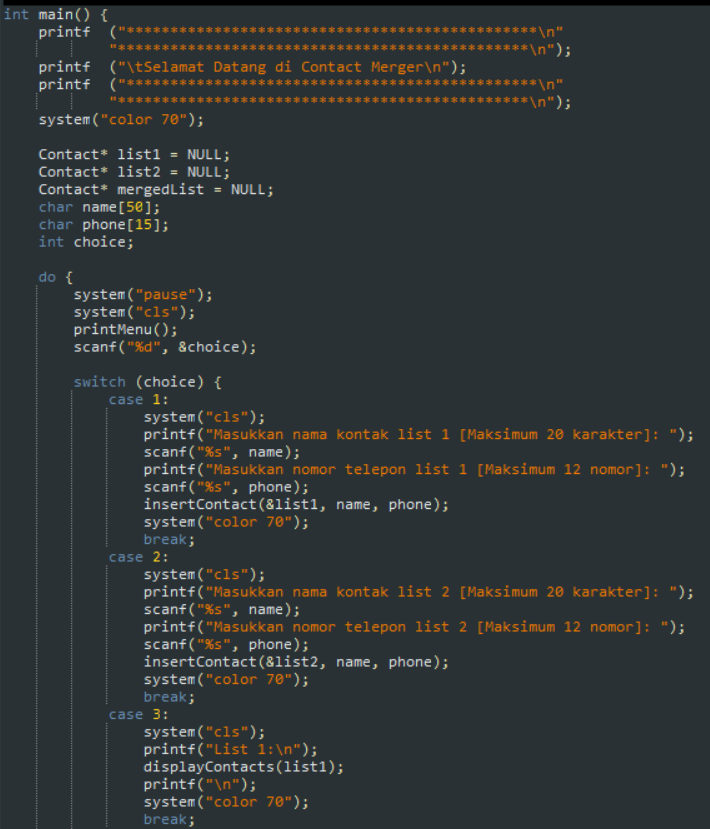 int main() {
printf ("***********************************************\n"
"***********************************************\n");
printf ("\tSelamat Datang di Contact Merger\n");
printf ("***********************************************\n"
"***********************************************\n");
system("color 70");
Contact* list1 = NULL;
Contact* list2 = NULL;
Contact* mergedList = NULL;
char name[50];
char phone[15];
int choice;
do {
system("pause");
system("cls");
printMenu();
scanf("%d", &choice);
switch (choice) {
case 1:
system("cls");
printf("Masukkan nama kontak list 1 [Maksimum 20 karakter]: ");
scanf("%s", name);
printf("Masukkan nomor telepon list 1 [Maksimum 12 nomor]: ");
scanf("%s", phone);
insertContact(&list1, name, phone);
system("color 70");
break;
case 2:
system("cls");
printf("Masukkan nama kontak list 2 [Maksimum 20 karakter]: ");
scanf("%s", name);
printf("Masukkan nomor telepon list 2 [Maksimum 12 nomor]: ");
scanf("%s", phone);
insertContact(&list2, name, phone);
system("color 70");
break;
case 3:
system("cls");
printf("List 1:\n");
displayContacts(list1);
printf("\n");
system("color 70");
break;